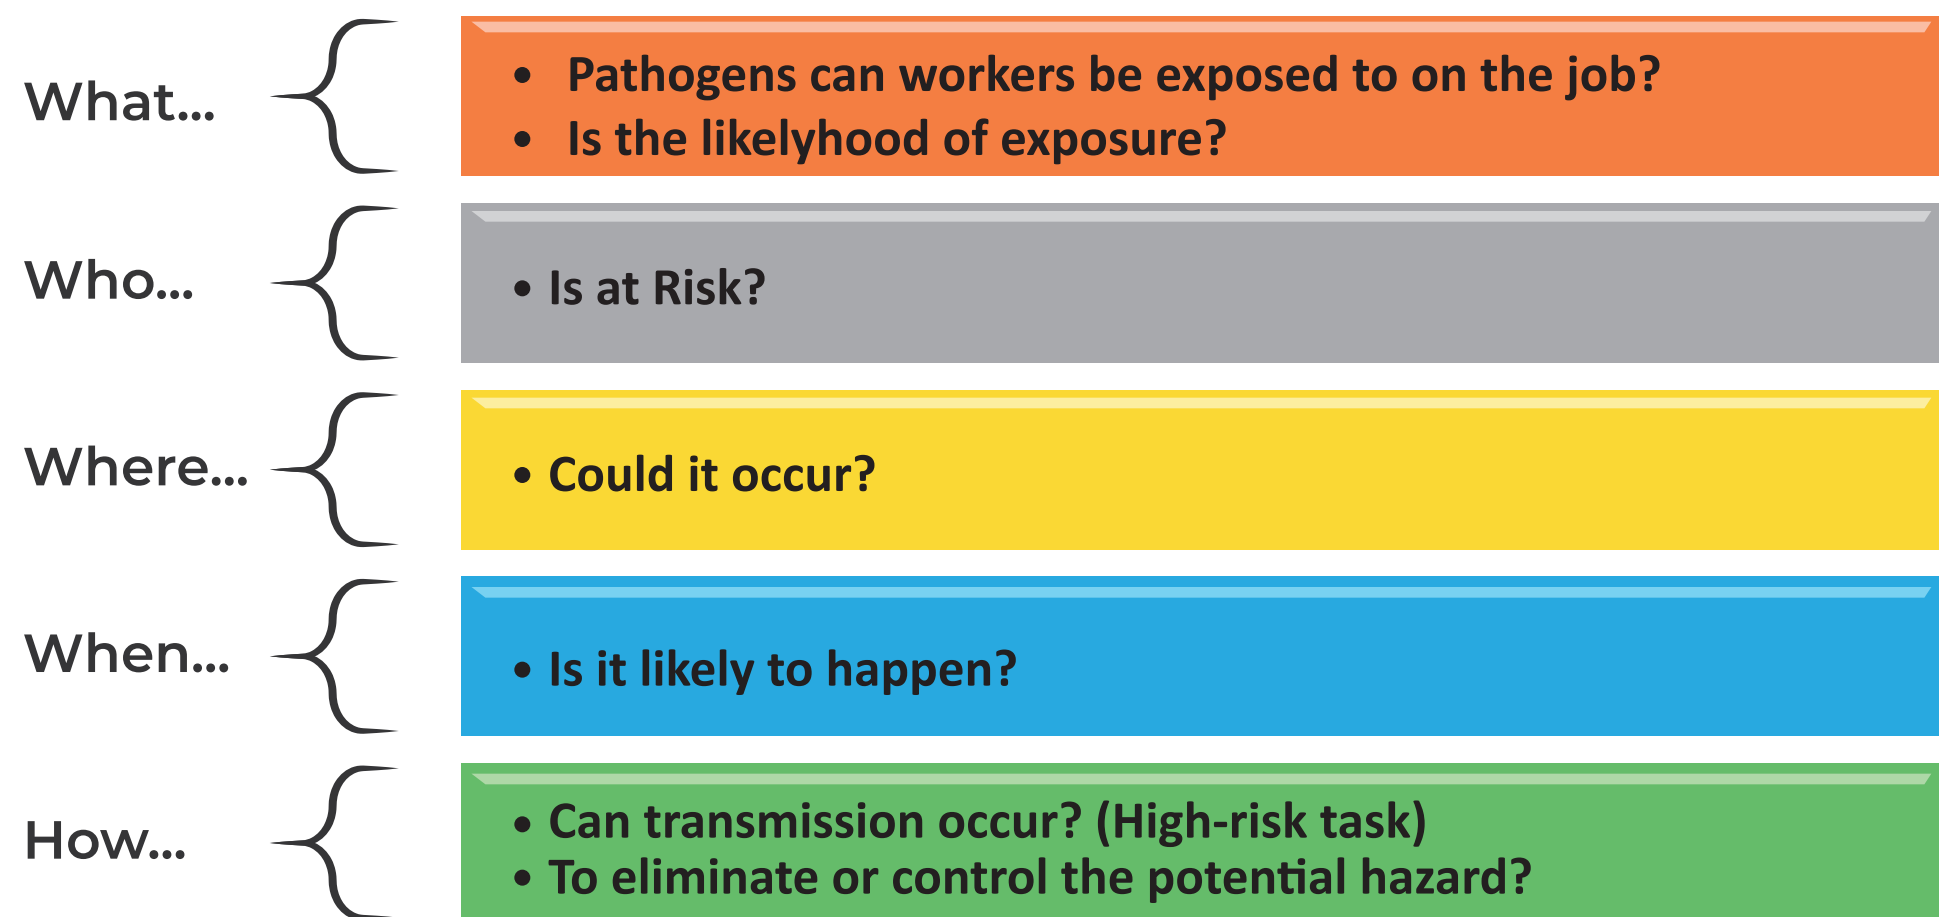 What...
• Pathogens can workers be exposed to on the job?
• Is the likelyhood of exposure?
Who...
• Is at Risk?
Where...
• Could it occur?
When...
• Is it likely to happen?
How...
• Can transmission occur? (High-risk task)
• To eliminate or control the potential hazard?